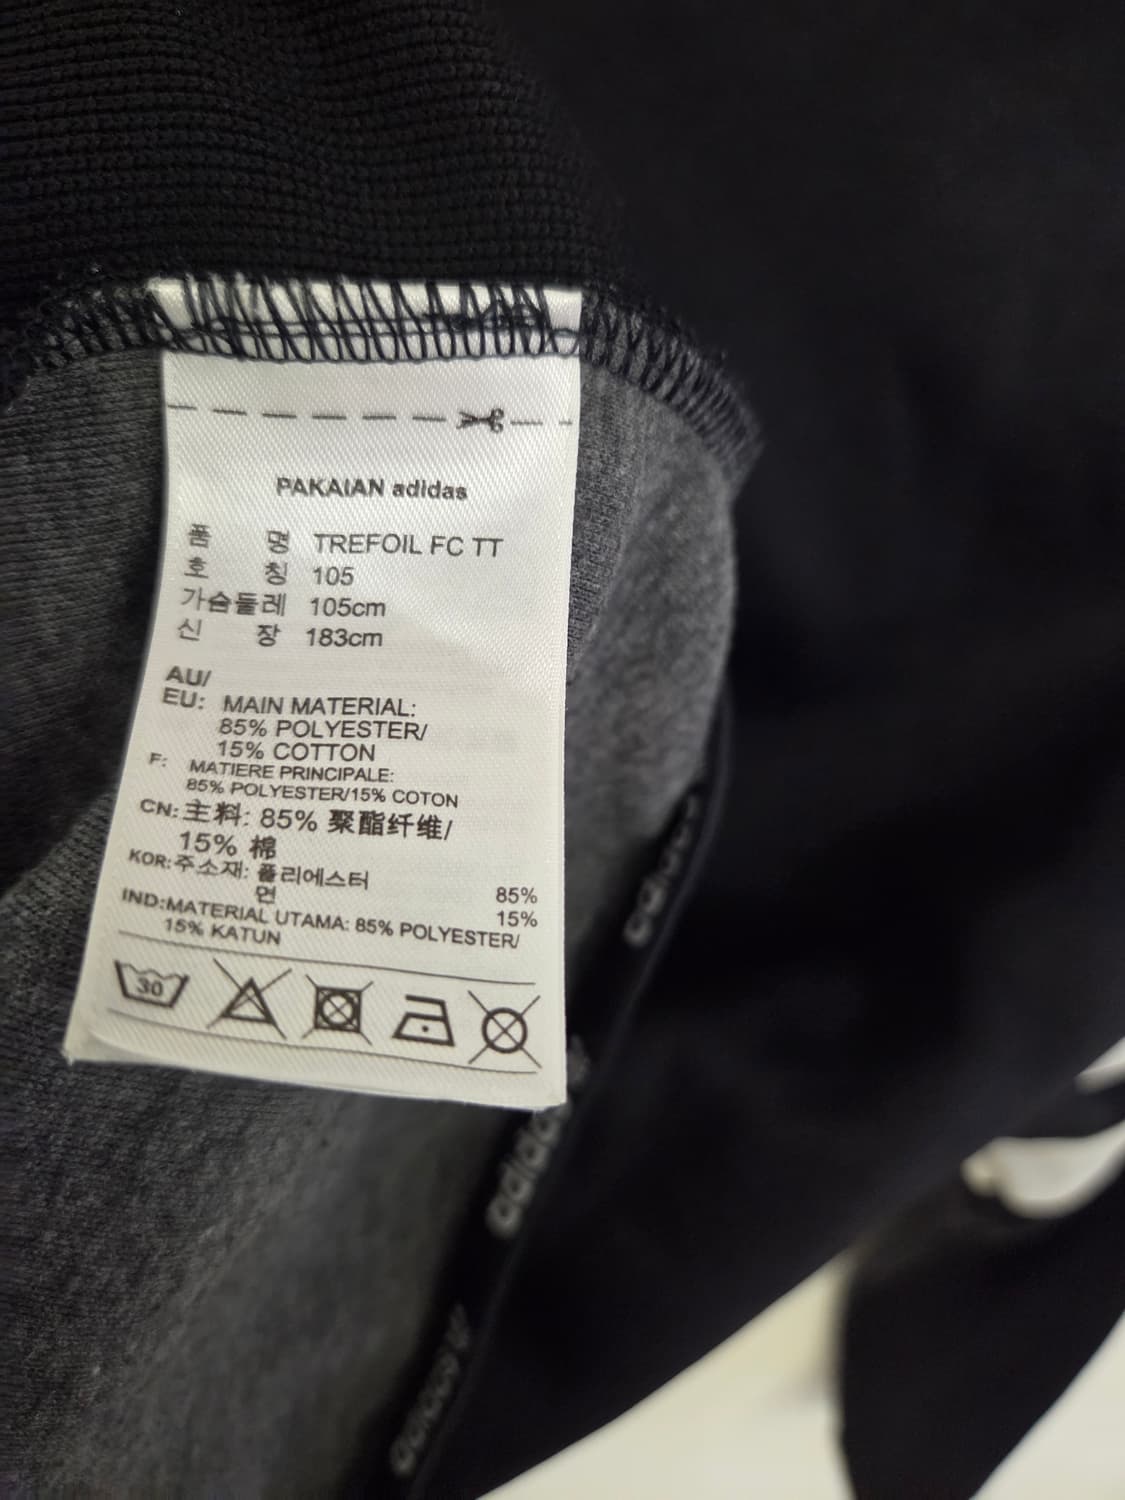 PAKAIAN adidas
품 명 TREFOIL FC TT
호 칭 105
가슴둘레 105cm
신 장 183cm
AU/
EU: MAIN MATERIAL:
85% POLYESTER/
15% COTTON
F: MATIERE PRINCIPALE:
85% POLYESTER/15% COTON
CN: 主料: 85% 聚酯纤维/
15% 棉
KOR: 주소재: 폴리에스터 85%
면 15%
IND:MATERIAL UTAMA: 85% POLYESTER/
15% KATUN
30
adidas
adidas
adidas